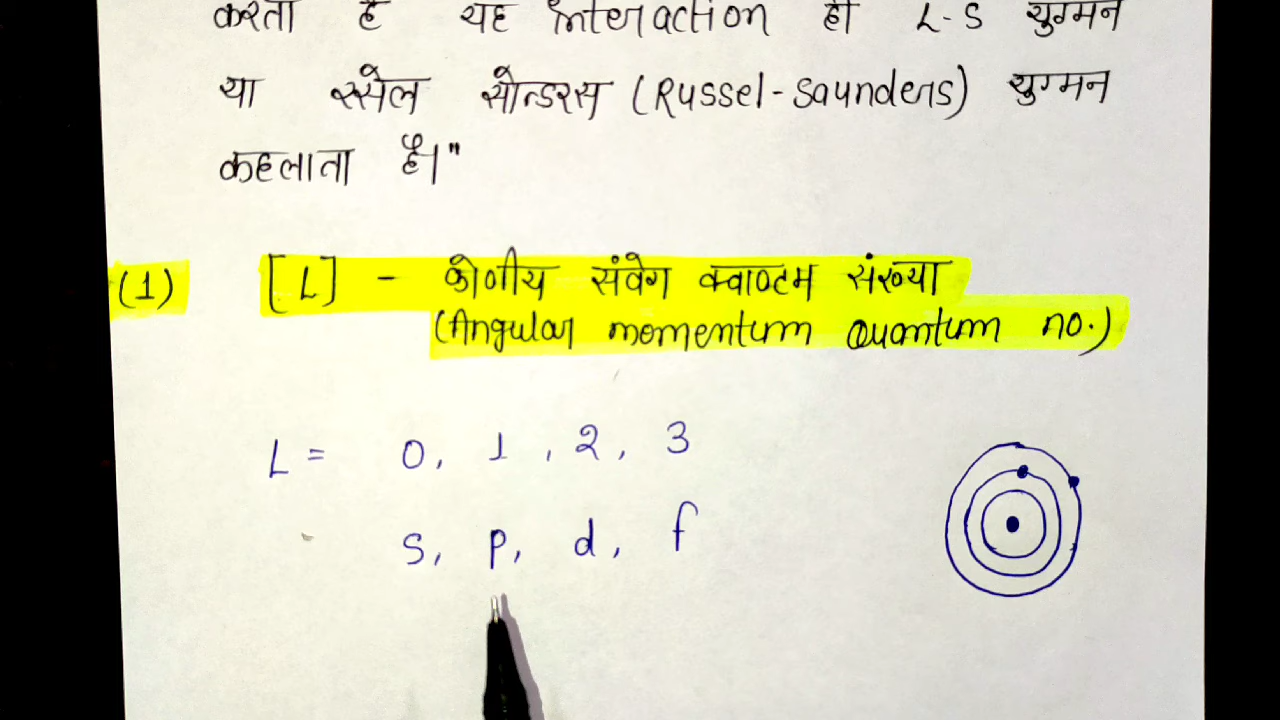 करता है यह Interaction ही L-S युग्मन
या रसेल सोन्डरस (Russel-Saunders) युग्मन
कहलाता है।"
(1) [L] - कोणीय संवेग क्वाण्टम संख्या
(Angular momentum Quantum no.)
L = 0, 1, 2, 3
s, p, d, f